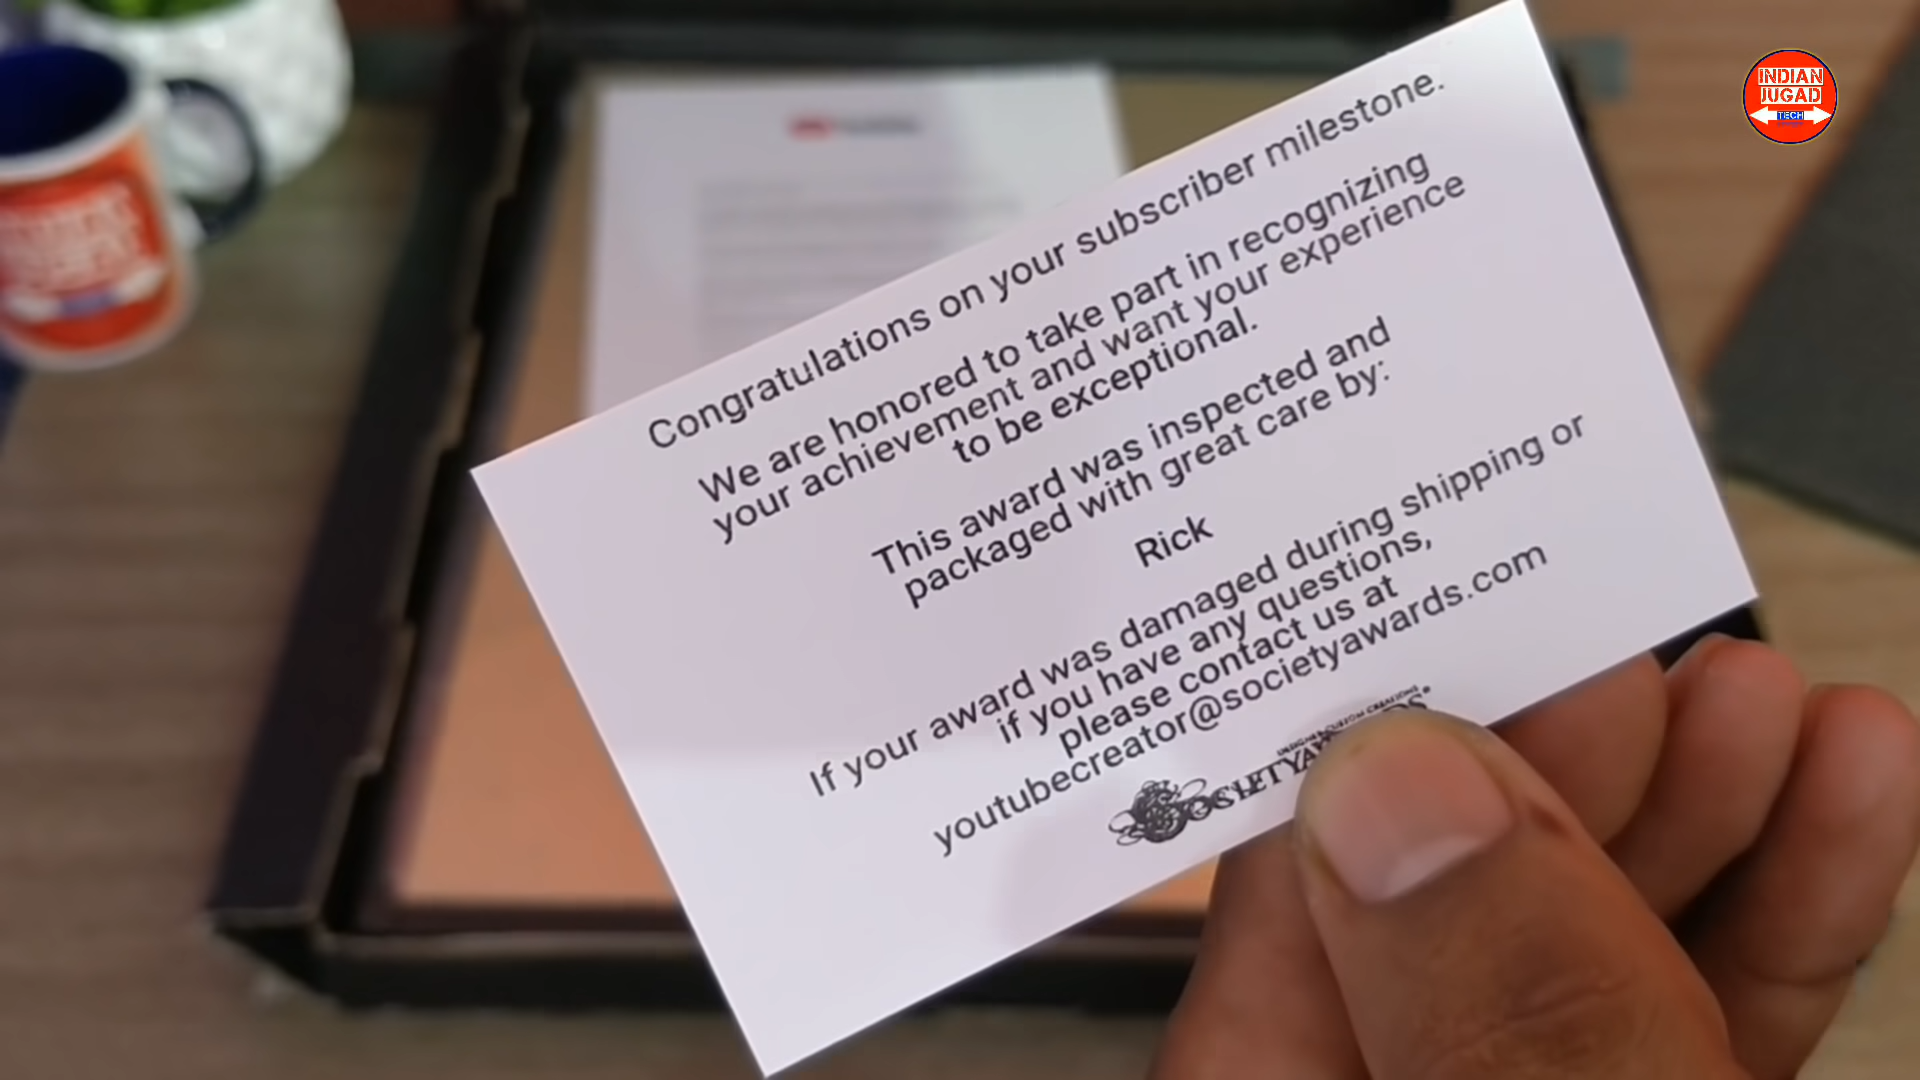 Congratulations on your subscriber milestone.
We are honored to take part in recognizing
your achievement and want your experience
to be exceptional.
This award was inspected and
packaged with great care by:
Rick
If your award was damaged during shipping or
if you have any questions,
please contact us at
youtubecreator@societyawards.com
INDIAN
JUGAD
TECH